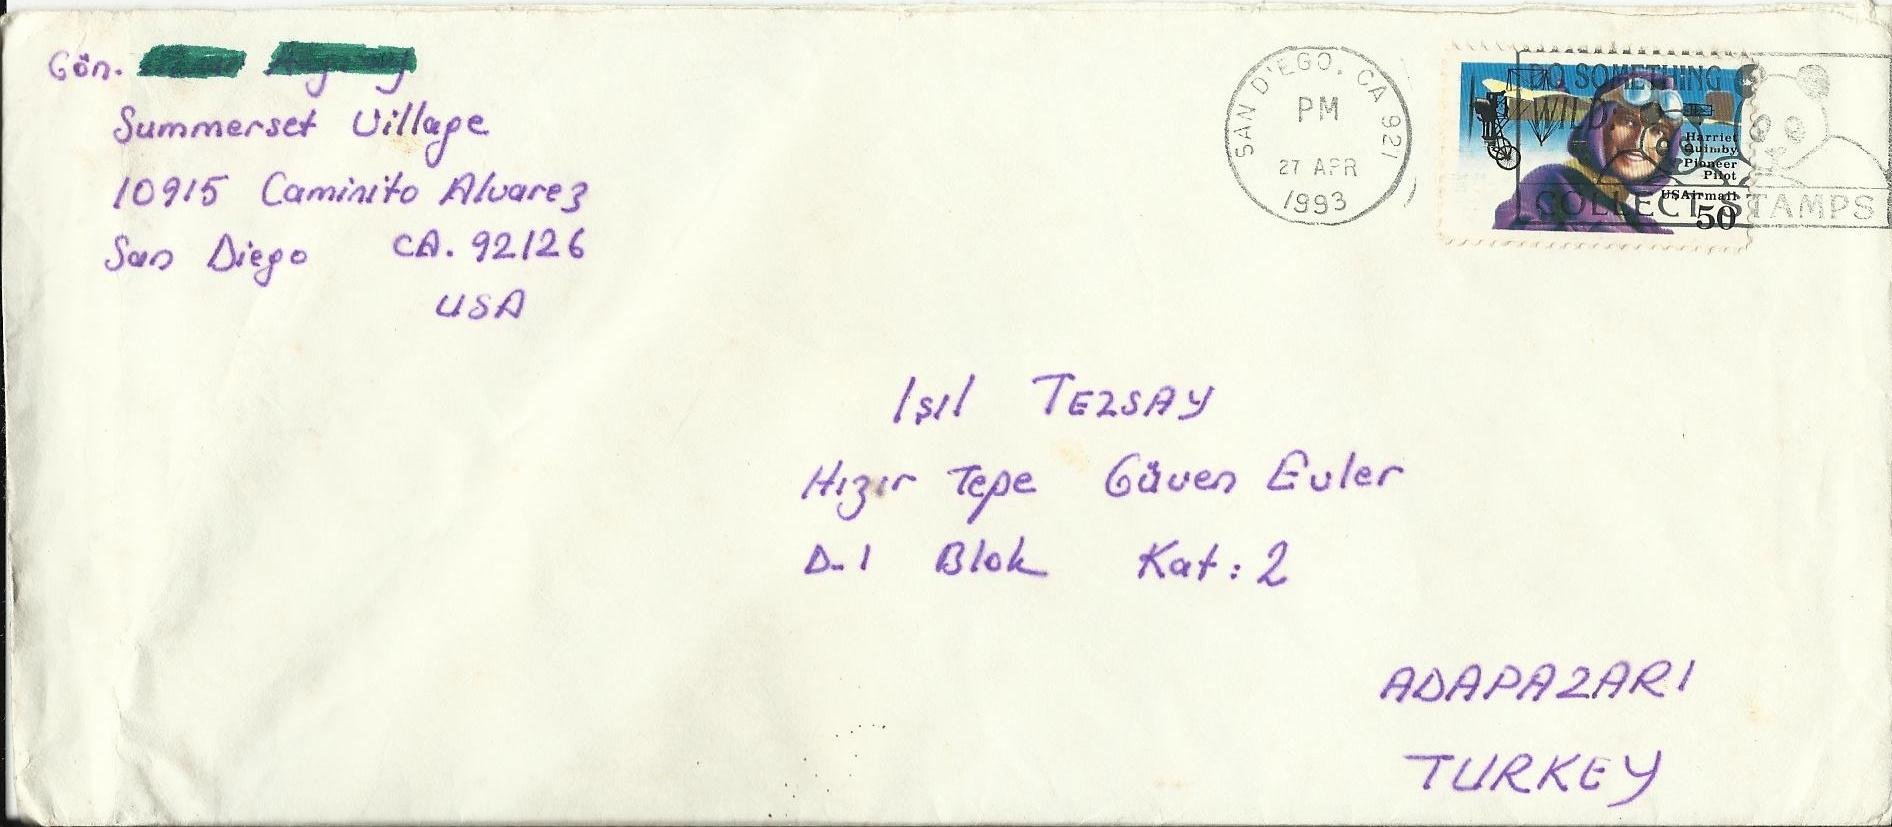 Gön.
Summerset Village
10915 Caminito Alvarez
San Diego CA. 92126
USA
SAN DIEGO, CA 921
PM
27 APR
1993
DO SOMETHING
WILD:
COLLECT STAMPS
Harriet
Quimby
Pioneer
Pilot
USAirmail
50
Işıl TEZSAY
Hızır Tepe Güven Evler
D-1 Blok Kat: 2
ADAPAZARI
TURKEY